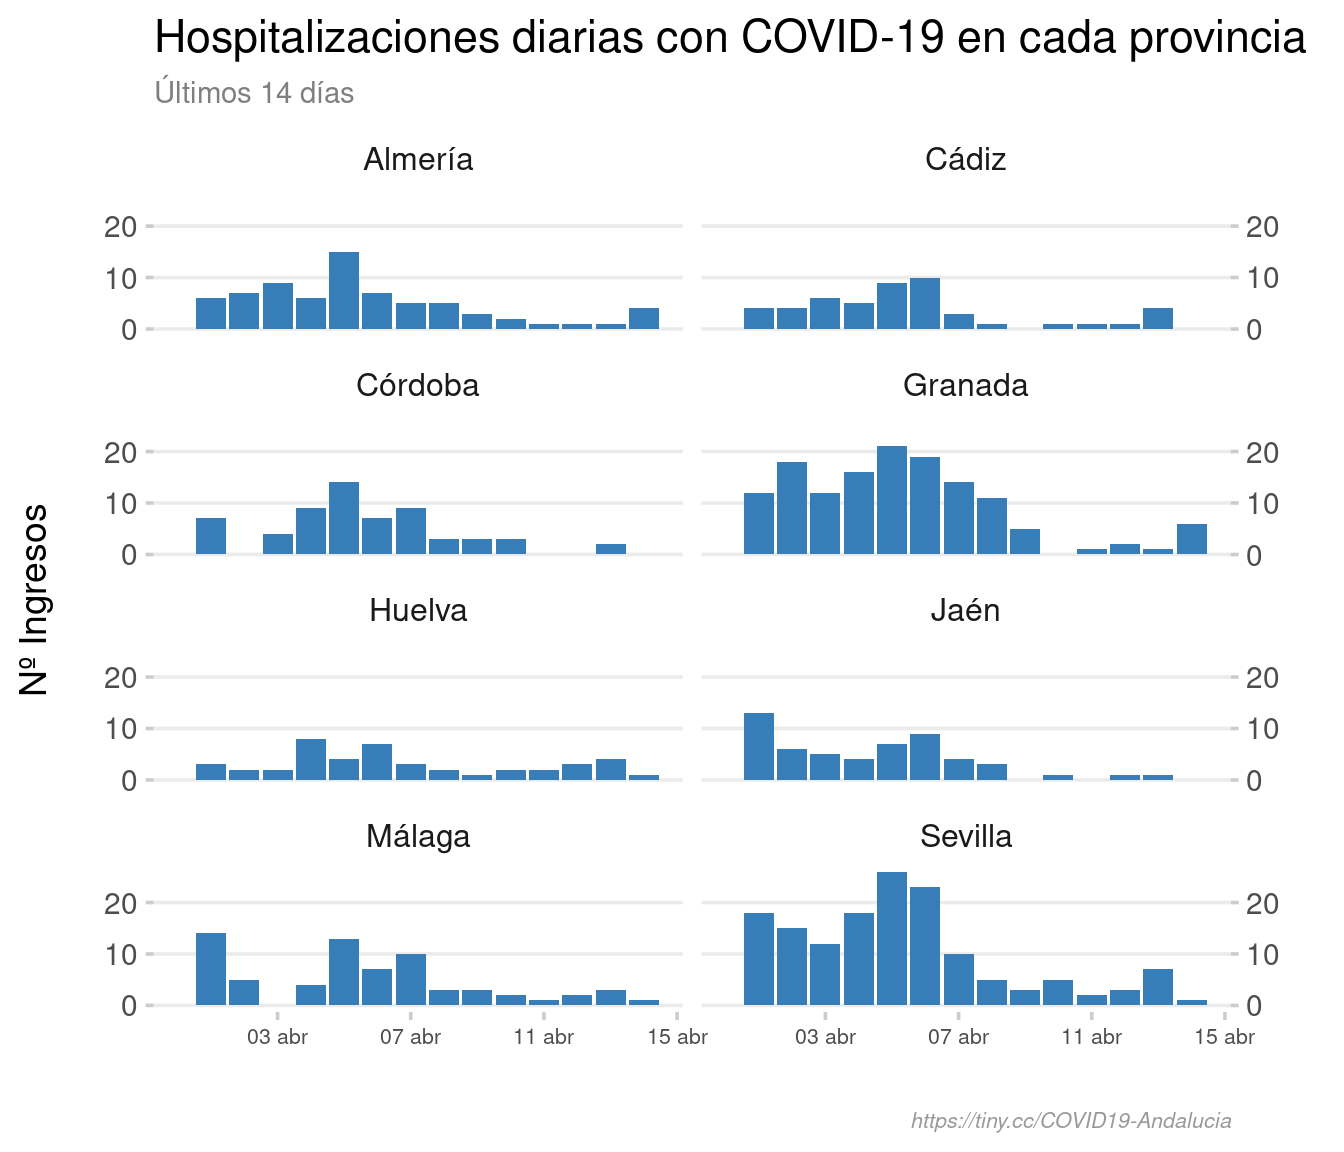 Hospitalizaciones diarias con COVID-19 en cada provincia
Últimos 14 días
Nº Ingresos
Almería
Cádiz
20
10
0
20
10
0
Córdoba
Granada
20
10
0
20
10
0
Huelva
Jaén
20
10
0
20
10
0
Málaga
Sevilla
20
10
0
20
10
0
03 abr 07 abr 11 abr 15 abr
03 abr 07 abr 11 abr 15 abr
https://tiny.cc/COVID19-Andalucia